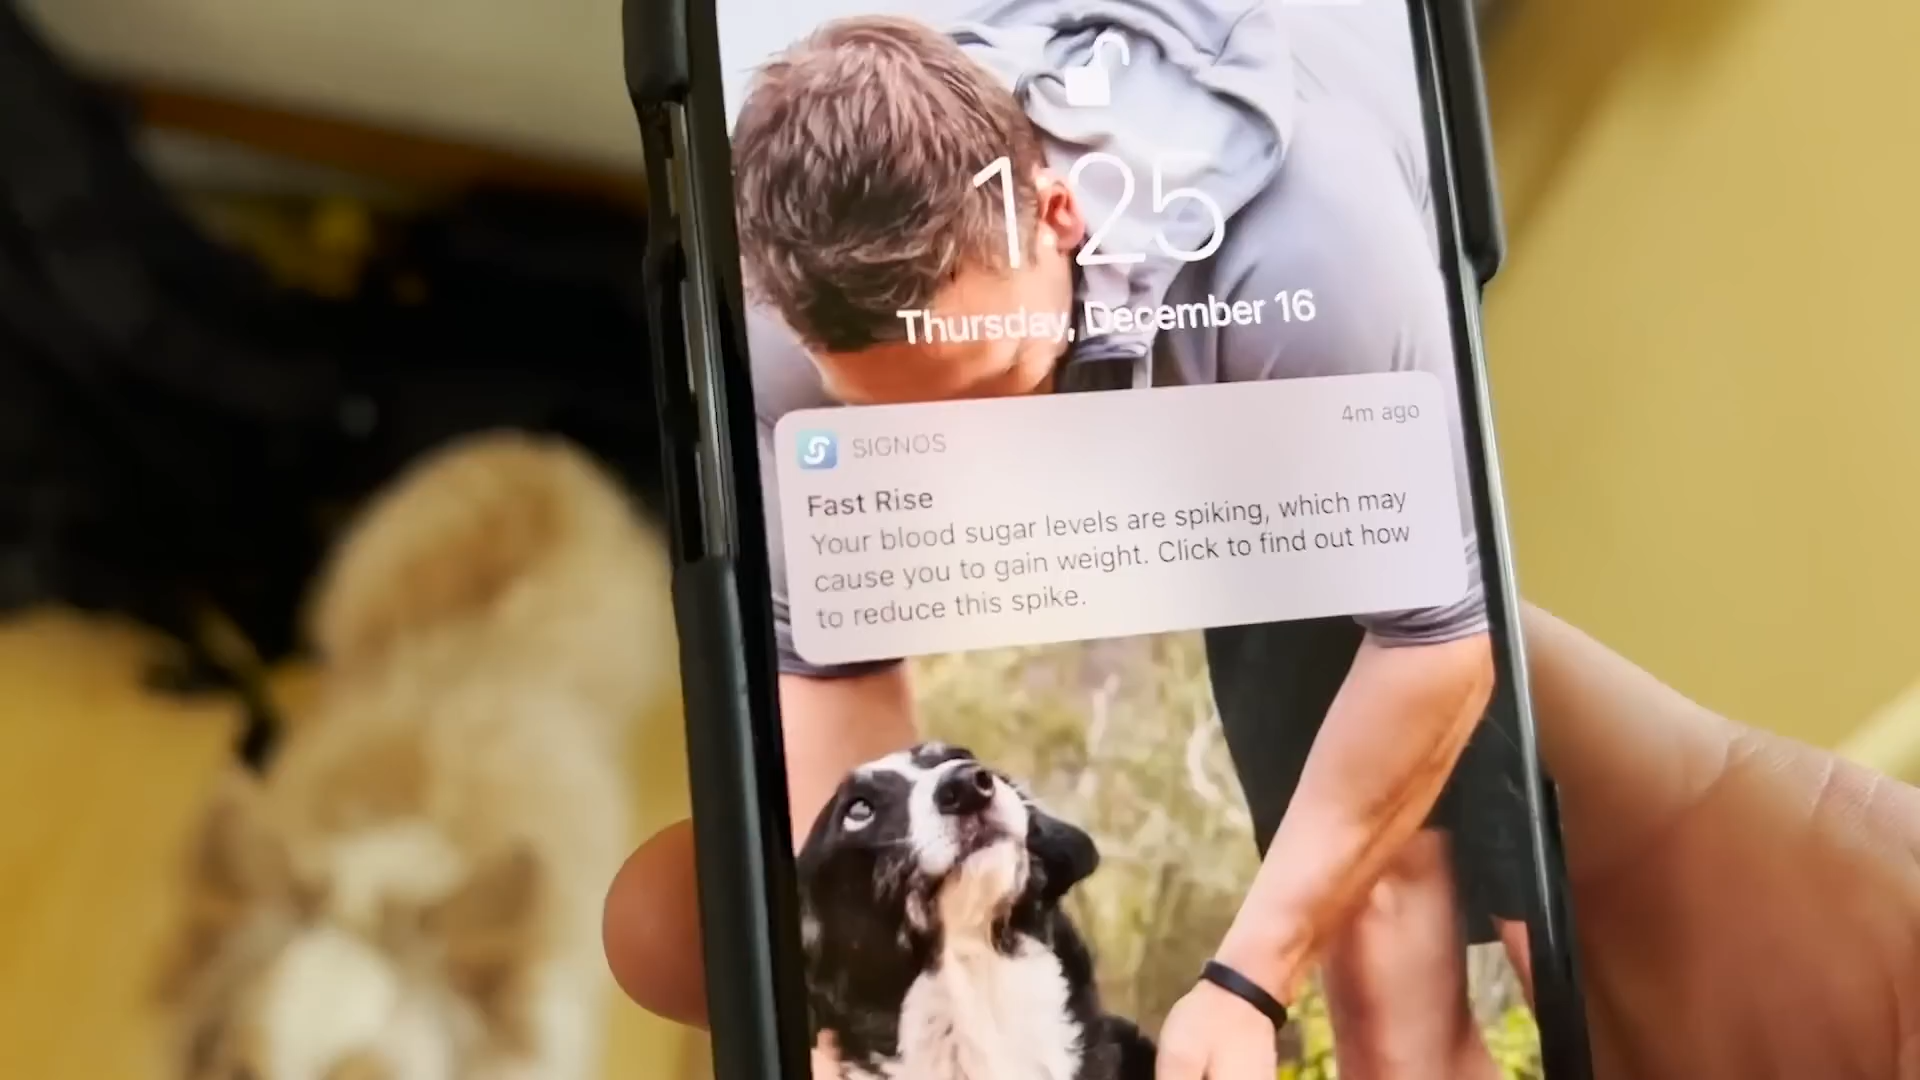 1:25
Thursday, December 16
SIGNOS
4m ago
Fast Rise
Your blood sugar levels are spiking, which may
cause you to gain weight. Click to find out how
to reduce this spike.